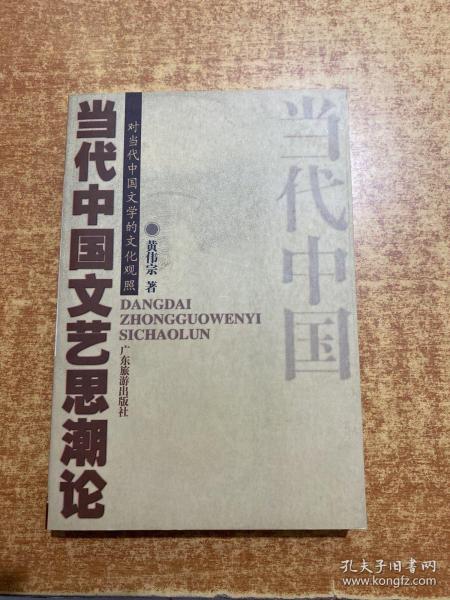 当代中国文艺思潮论
对当代中国文学的文化观照
黄伟宗 著
DANGDAI
ZHONGGUOWENYI
SICHAOLUN
广东旅游出版社
当代中国
孔夫子旧书网
www.kongfz.com